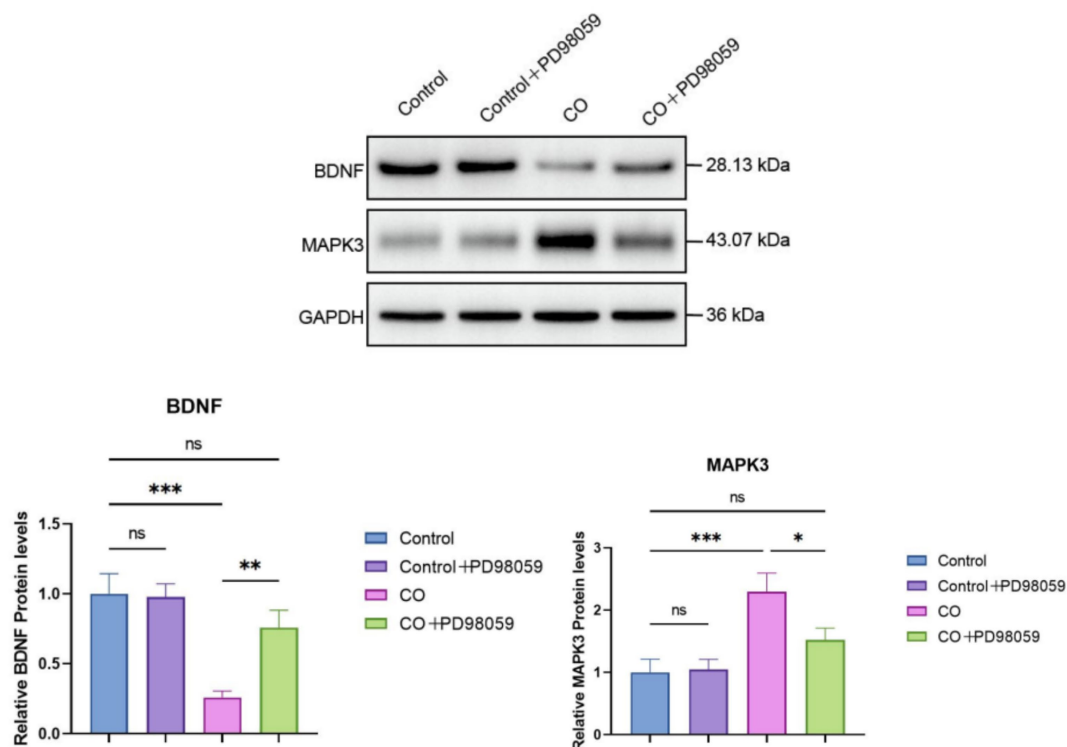 Control
Control+PD98059
CO
CO+PD98059
BDNF
28.13 kDa
MAPK3
43.07 kDa
GAPDH
36 kDa
BDNF
ns
***
ns
**
Relative BDNF Protein levels
1.5
1.0
0.5
0.0
Control
Control+PD98059
CO
CO+PD98059
MAPK3
ns
***
*
ns
Relative MAPK3 Protein levels
3
2
1
0
Control
Control+PD98059
CO
CO+PD98059